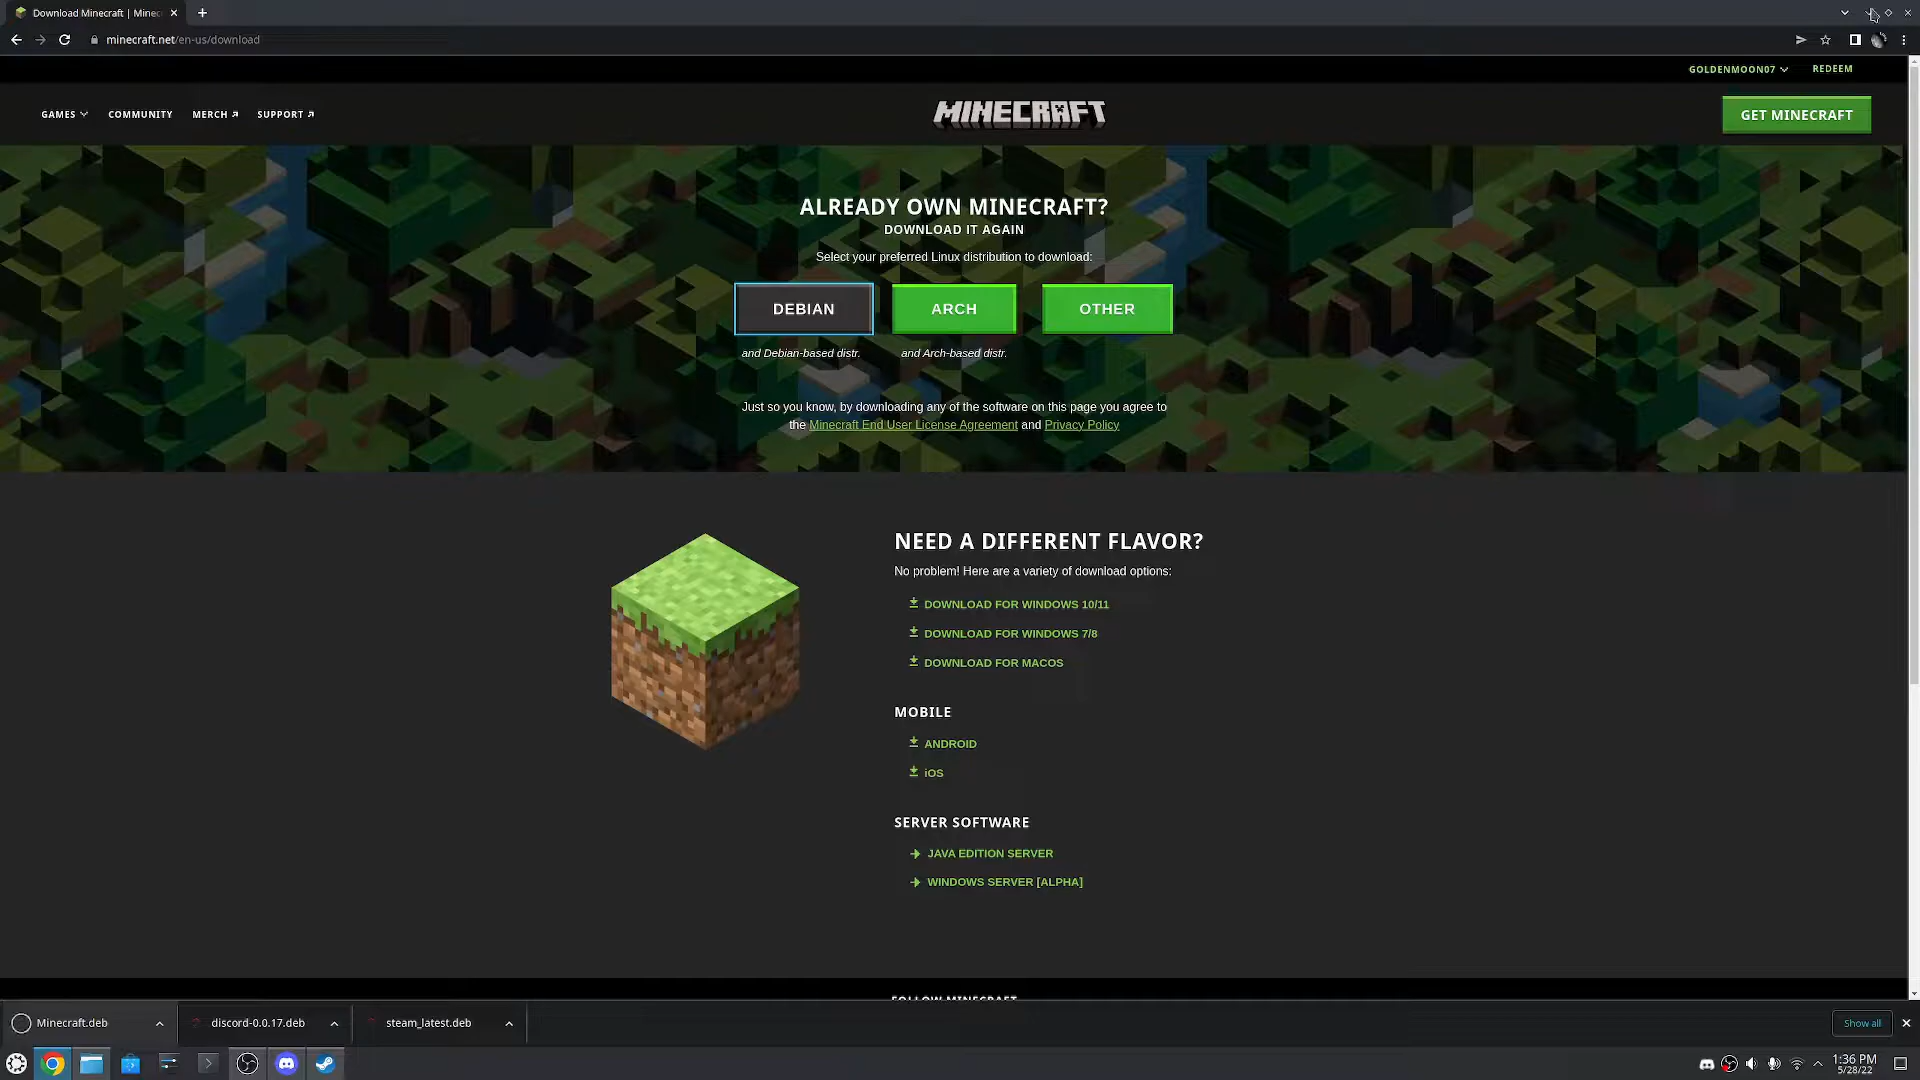 Download Minecraft | Minec
minecraft.net/en-us/download
GOLDENMOON07
REDEEM
GAMES
COMMUNITY
MERCH
SUPPORT
MINECRAFT
GET MINECRAFT
ALREADY OWN MINECRAFT?
DOWNLOAD IT AGAIN
Select your preferred Linux distribution to download:
DEBIAN
ARCH
OTHER
and Debian-based distr.
and Arch-based distr.
Just so you know, by downloading any of the software on this page you agree to
the Minecraft End User License Agreement and Privacy Policy
NEED A DIFFERENT FLAVOR?
No problem! Here are a variety of download options:
DOWNLOAD FOR WINDOWS 10/11
DOWNLOAD FOR WINDOWS 7/8
DOWNLOAD FOR MACOS
MOBILE
ANDROID
iOS
SERVER SOFTWARE
JAVA EDITION SERVER
WINDOWS SERVER [ALPHA]
FOLLOW MINECRAFT
Minecraft.deb
discord-0.0.17.deb
steam_latest.deb
Show all
1:36 PM
5/28/22